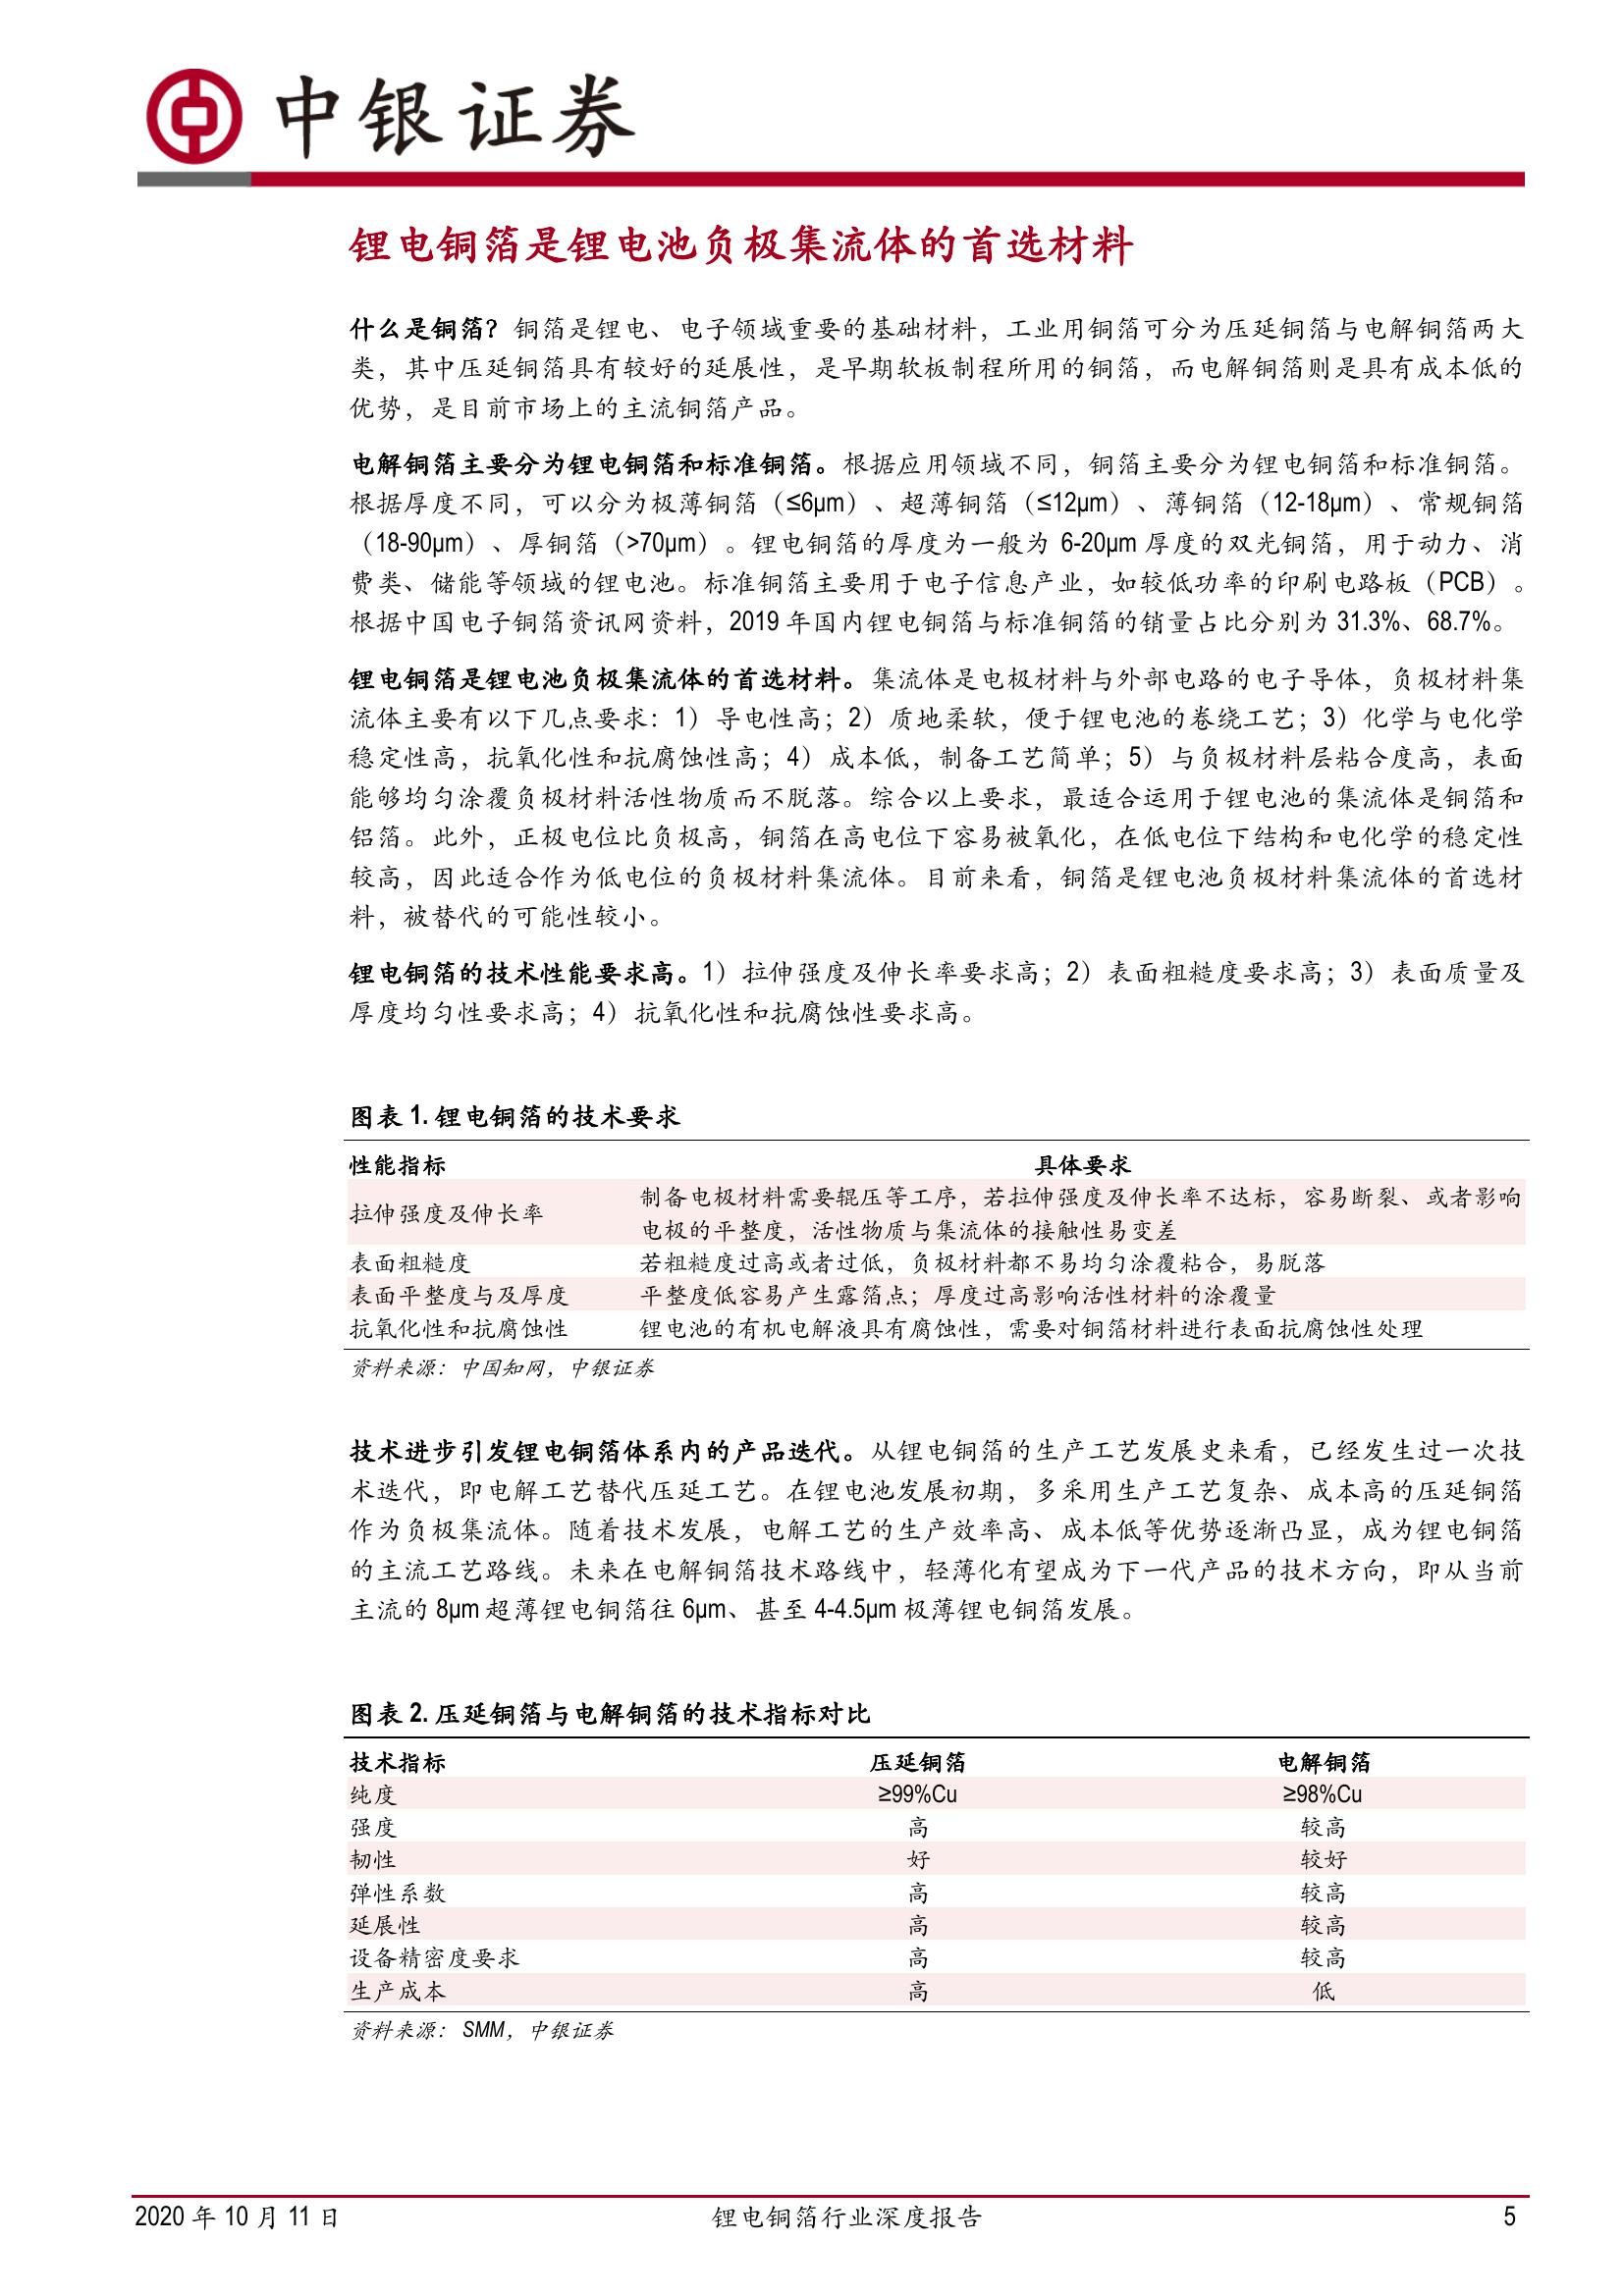 中银证券
锂电铜箔是锂电池负极集流体的首选材料
什么是铜箔？铜箔是锂电、电子领域重要的基础材料，工业用铜箔可分为压延铜箔与电解铜箔两大
类，其中压延铜箔具有较好的延展性，是早期软板制程所用的铜箔，而电解铜箔则是具有成本低的
优势，是目前市场上的主流铜箔产品。
电解铜箔主要分为锂电铜箔和标准铜箔。根据应用领域不同，铜箔主要分为锂电铜箔和标准铜箔。
根据厚度不同，可以分为极薄铜箔（≤6μm）、超薄铜箔（≤12μm）、薄铜箔（12-18μm）、常规铜箔
（18-90μm）、厚铜箔（>70μm）。锂电铜箔的厚度为一般为 6-20μm 厚度的双光铜箔，用于动力、消
费类、储能等领域的锂电池。标准铜箔主要用于电子信息产业，如较低功率的印刷电路板（PCB）。
根据中国电子铜箔资讯网资料，2019 年国内锂电铜箔与标准铜箔的销量占比分别为 31.3%、68.7%。
锂电铜箔是锂电池负极集流体的首选材料。集流体是电极材料与外部电路的电子导体，负极材料集
流体主要有以下几点要求：1）导电性高；2）质地柔软，便于锂电池的卷绕工艺；3）化学与电化学
稳定性高，抗氧化性和抗腐蚀性高；4）成本低，制备工艺简单；5）与负极材料层粘合度高，表面
能够均匀涂覆负极材料活性物质而不脱落。综合以上要求，最适合运用于锂电池的集流体是铜箔和
铝箔。此外，正极电位比负极高，铜箔在高电位下容易被氧化，在低电位下结构和电化学的稳定性
较高，因此适合作为低电位的负极材料集流体。目前来看，铜箔是锂电池负极材料集流体的首选材
料，被替代的可能性较小。
锂电铜箔的技术性能要求高。1）拉伸强度及伸长率要求高；2）表面粗糙度要求高；3）表面质量及
厚度均匀性要求高；4）抗氧化性和抗腐蚀性要求高。
图表 1. 锂电铜箔的技术要求
性能指标 具体要求
拉伸强度及伸长率 制备电极材料需要辊压等工序，若拉伸强度及伸长率不达标，容易断裂、或者影响
电极的平整度，活性物质与集流体的接触性易变差
表面粗糙度 若粗糙度过高或者过低，负极材料都不易均匀涂覆粘合，易脱落
表面平整度与及厚度 平整度低容易产生露箔点；厚度过高影响活性材料的涂覆量
抗氧化性和抗腐蚀性 锂电池的有机电解液具有腐蚀性，需要对铜箔材料进行表面抗腐蚀性处理
资料来源：中国知网，中银证券
技术进步引发锂电铜箔体系内的产品迭代。从锂电铜箔的生产工艺发展史来看，已经发生过一次技
术迭代，即电解工艺替代压延工艺。在锂电池发展初期，多采用生产工艺复杂、成本高的压延铜箔
作为负极集流体。随着技术发展，电解工艺的生产效率高、成本低等优势逐渐凸显，成为锂电铜箔
的主流工艺路线。未来在电解铜箔技术路线中，轻薄化有望成为下一代产品的技术方向，即从当前
主流的 8μm 超薄锂电铜箔往 6μm、甚至 4-4.5μm 极薄锂电铜箔发展。
图表 2. 压延铜箔与电解铜箔的技术指标对比
技术指标 压延铜箔 电解铜箔
纯度 ≥99%Cu ≥98%Cu
强度 高 较高
韧性 好 较好
弹性系数 高 较高
延展性 高 较高
设备精密度要求 高 较高
生产成本 高 低
资料来源：SMM，中银证券
2020 年 10 月 11 日 锂电铜箔行业深度报告 5